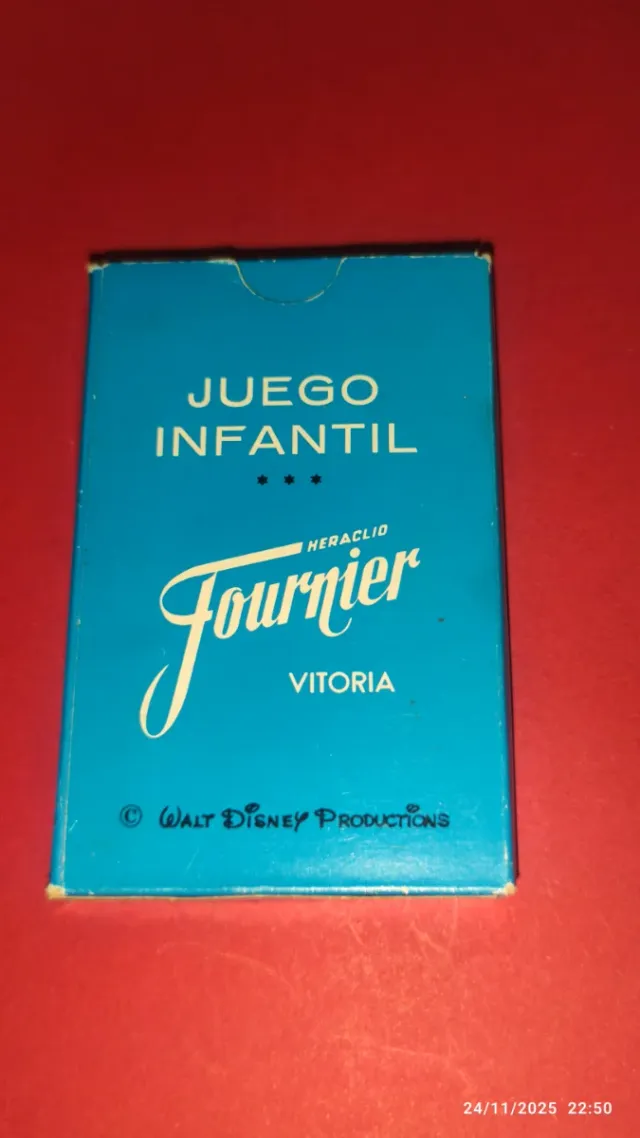 JUEGO
INFANTIL
* * *
HERACLIO
Fournier
VITORIA
© WALT DISNEY PRODUCTIONS
24/11/2025 22:50